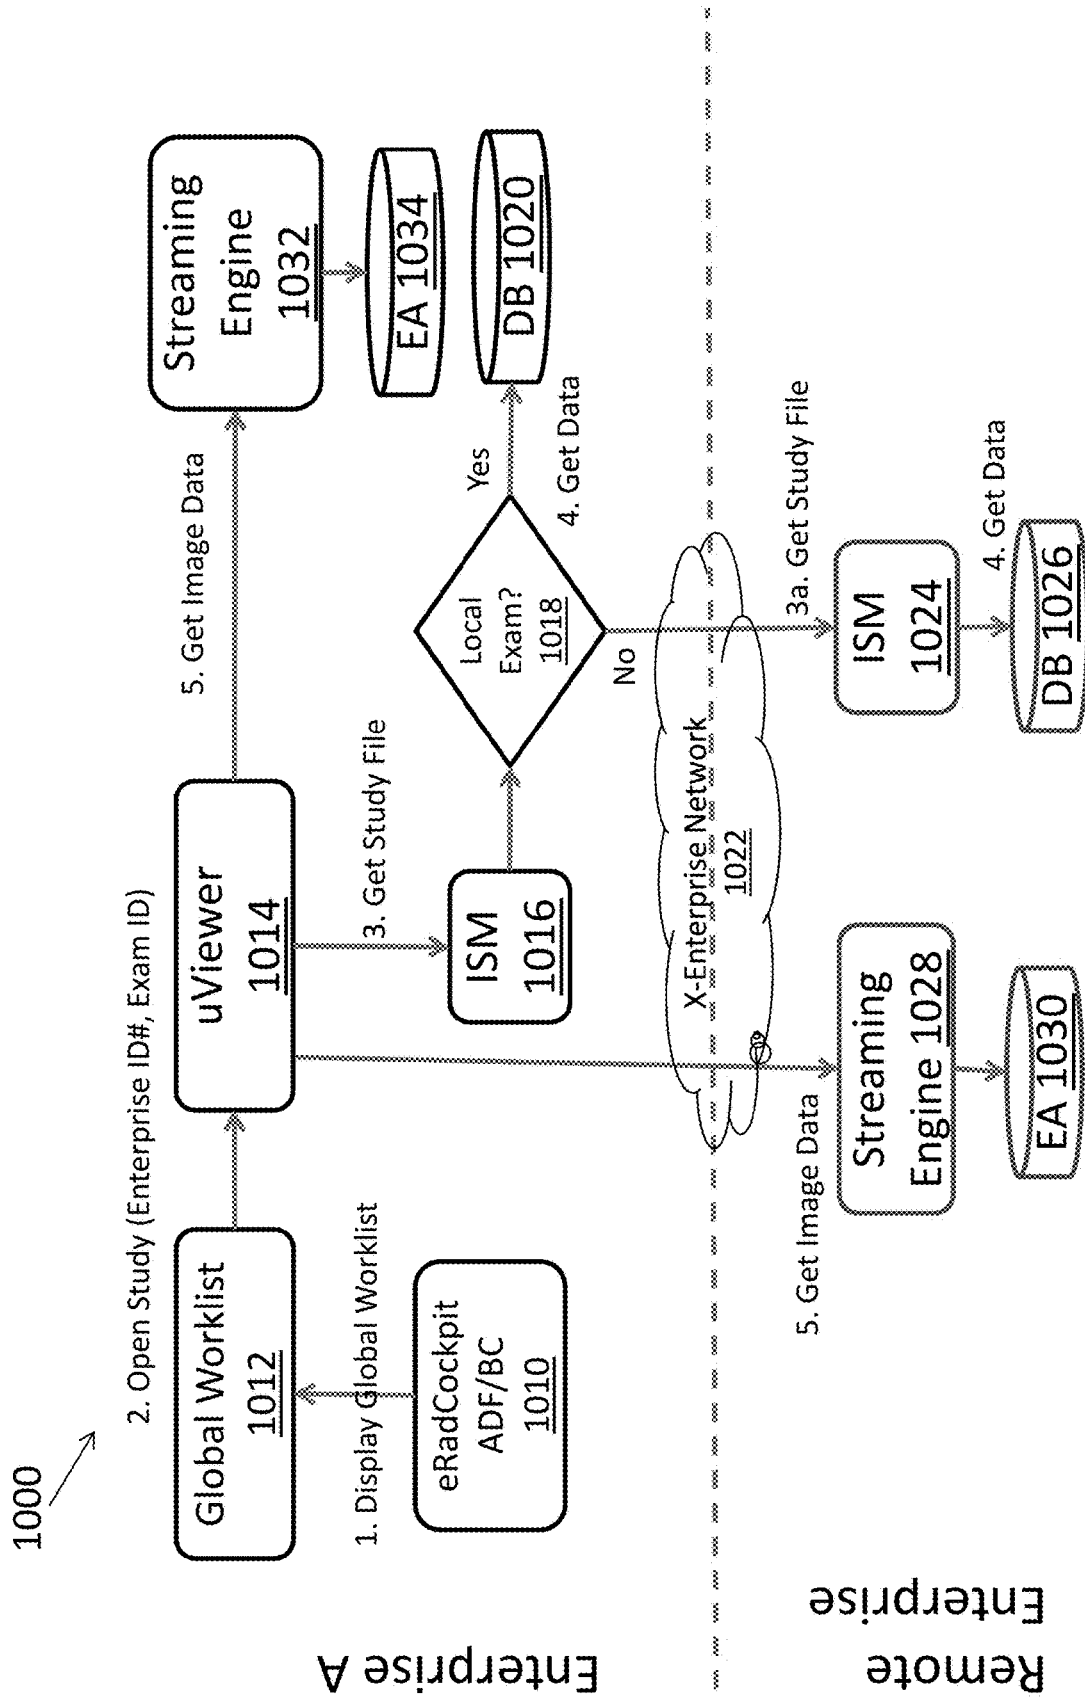 1000
2. Open Study (Enterprise ID#, Exam ID)
Global Worklist
1012
uViewer
1014
5. Get Image Data
Streaming
Engine
1032
EA 1034
1. Display Global Worklist
eRadCockpit
ADF/BC
1010
3. Get Study File
ISM
1016
Local
Exam?
1018
Yes
4. Get Data
DB 1020
No
Enterprise A
X-Enterprise Network
1022
Remote
Enterprise
5. Get Image Data
Streaming
Engine 1028
EA 1030
3a. Get Study File
ISM
1024
4. Get Data
DB 1026